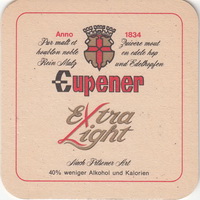 Anno 1834
Pur malt et Zuivere mout
houblon noble en edele hop
Rein Malz und Edelhopfen
Eupener
Extra
Light
Nach Pilsener Art
40% weniger Alkohol und Kalorien